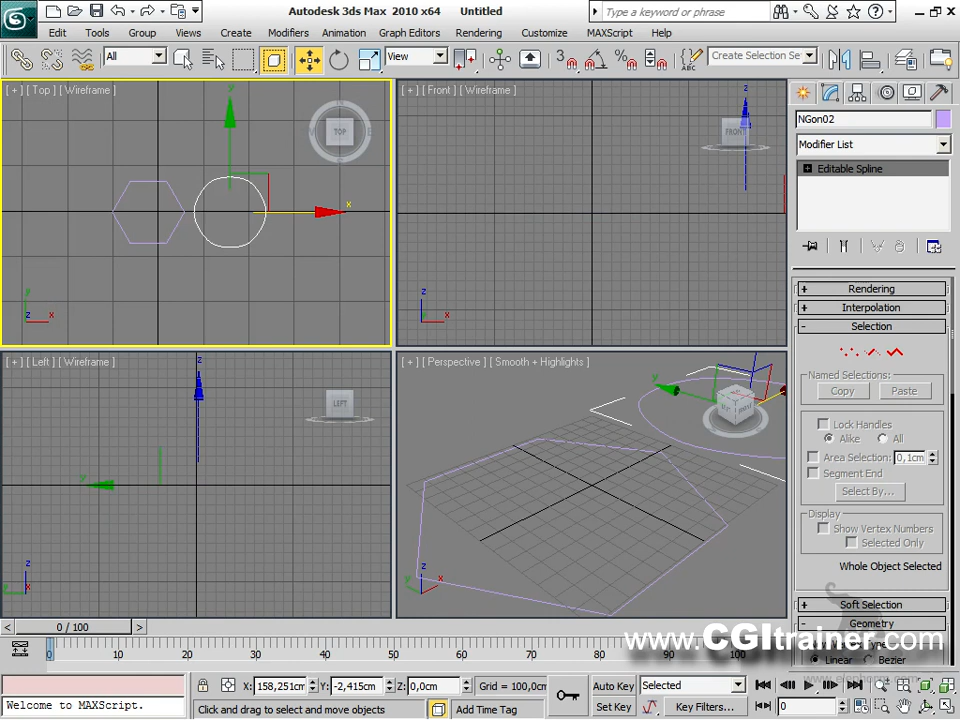 Autodesk 3ds Max  2010 x64    Untitled
Type a keyword or phrase
Edit Tools Group Views Create Modifiers Animation Graph Editors Rendering Customize MAXScript Help
All
View
3
ABC
Create Selection Se
[ + ] [ Top ] [ Wireframe ]
[ + ] [ Front ] [ Wireframe ]
TOP
FRONT
y
x
z
y
z
x
z
x
NGon02
Modifier List
Editable Spline
Rendering
Interpolation
Selection
Named Selections:
Copy Paste
Lock Handles
Alike All
Area Selection: 0,1cm
Segment End
Select By...
Display
Show Vertex Numbers
Selected Only
Whole Object Selected
Soft Selection
Geometry
Linear Bezier
[ + ] [ Left ] [ Wireframe ]
[ + ] [ Perspective ] [ Smooth + Highlights ]
LEFT
z
y
z
y
x
y
z
y
x
< 0 / 100 >
0 10 20 30 40 50 60 70 80 90 100
www.CGItrainer.com
X: 158,251cm Y: -2,415cm Z: 0,0cm Grid = 100,0cm
Auto Key Selected
Set Key Key Filters... 0
Welcome to MAXScript.
Click and drag to select and move objects
Add Time Tag